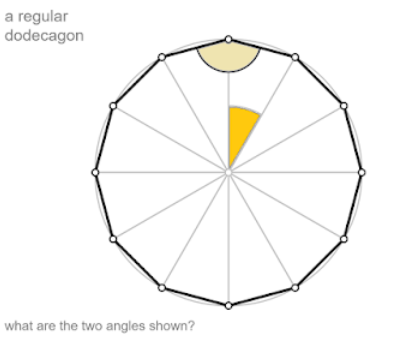 a regular
dodecagon
what are the two angles shown?